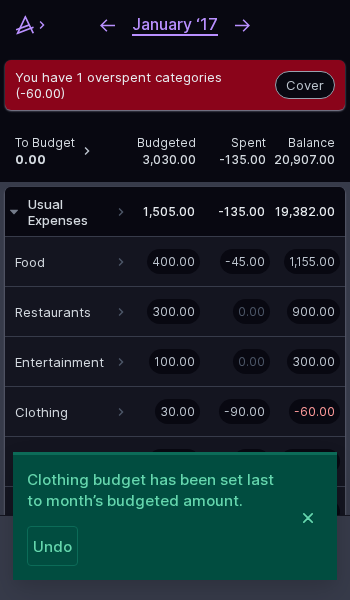 January ‘17
You have 1 overspent categories
(-60.00)
Cover
To Budget
0.00
Budgeted
3,030.00
Spent
-135.00
Balance
20,907.00
Usual
Expenses
1,505.00
-135.00
19,382.00
Food
400.00
-45.00
1,155.00
Restaurants
300.00
0.00
900.00
Entertainment
100.00
0.00
300.00
Clothing
30.00
-90.00
-60.00
Clothing budget has been set last
to month’s budgeted amount.
Undo